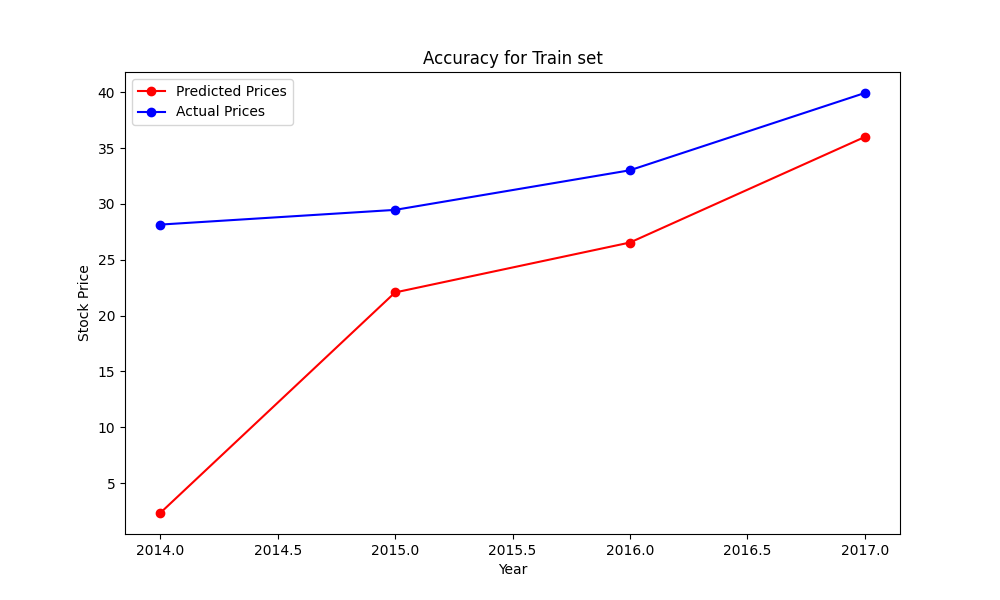 Accuracy for Train set
Predicted Prices
Actual Prices
40
35
30
25
20
15
10
5
Stock Price
2014.0 2014.5 2015.0 2015.5 2016.0 2016.5 2017.0
Year